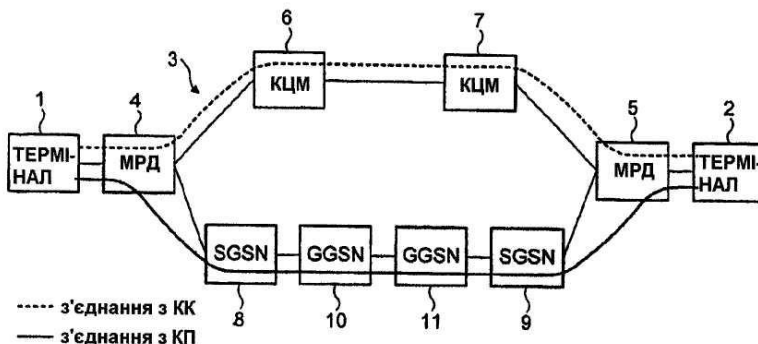 6
7
3
КЦМ
КЦМ
1
4
5
2
ТЕРМІ-
НАЛ
МРД
МРД
ТЕРМІ-
НАЛ
SGSN
GGSN
GGSN
SGSN
8
10
11
9
з'єднання з КК
з'єднання з КП